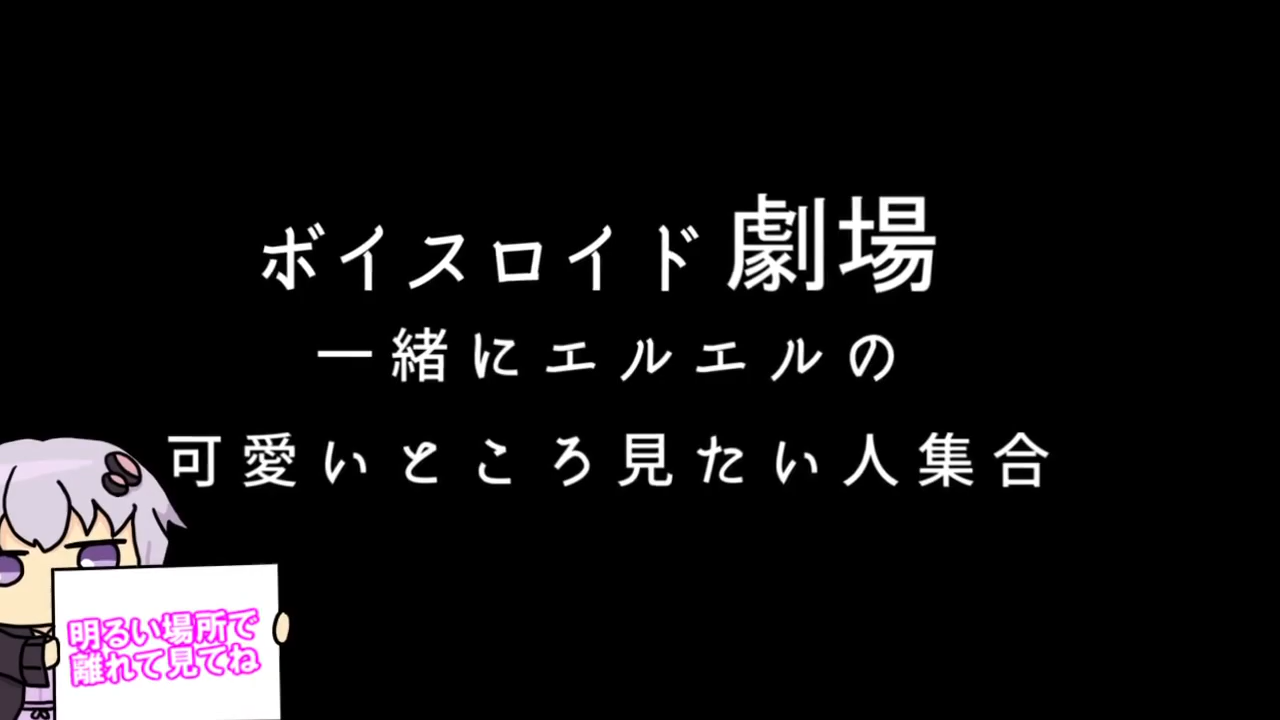 ボイスロイド劇場
一緒にエルエルの
可愛いところ見たい人集合
明るい場所で
離れて見てね